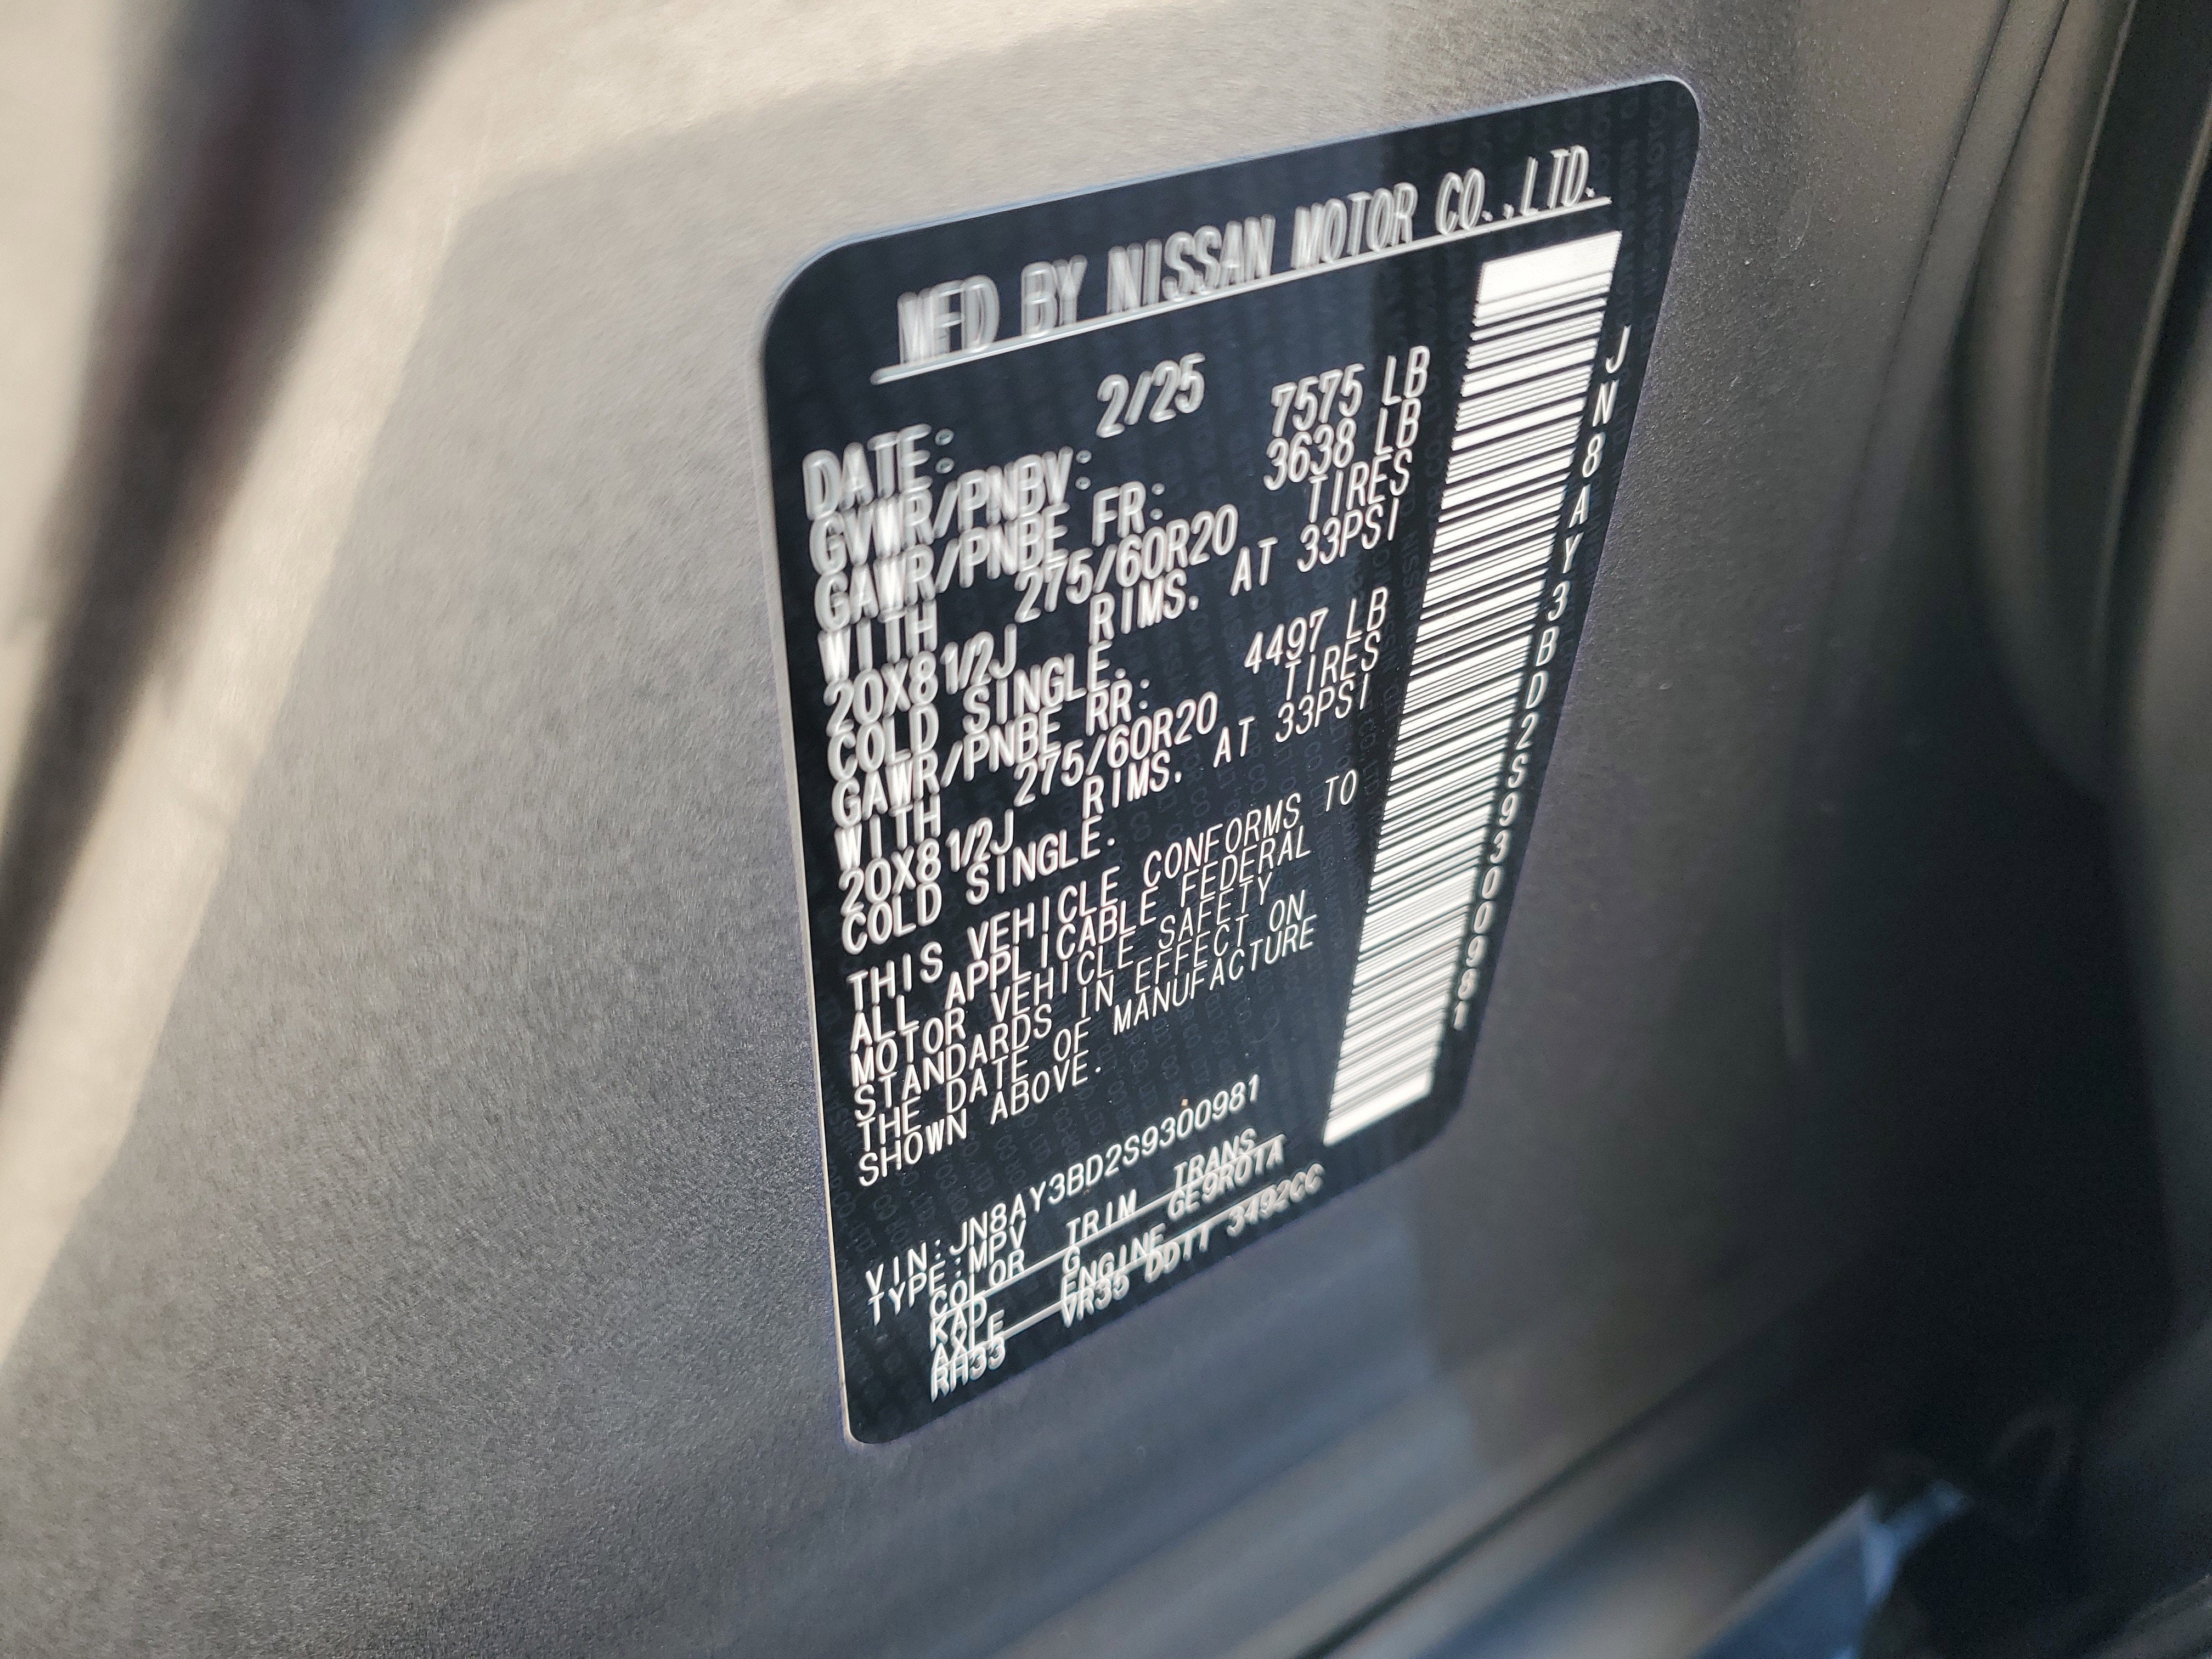 MFD BY NISSAN MOTOR CO.,LTD.
DATE: 2/25
GVWR/PNBV: 7575 LB
GAWR/PNBE FR: 3638 LB
WITH 275/60R20 TIRES
20X8 1/2J RIMS. AT 33PSI
COLD SINGLE.
GAWR/PNBE RR: 4497 LB
WITH 275/60R20 TIRES
20X8 1/2J RIMS. AT 33PSI
COLD SINGLE.
THIS VEHICLE CONFORMS TO
ALL APPLICABLE FEDERAL
MOTOR VEHICLE SAFETY
STANDARDS IN EFFECT ON
THE DATE OF MANUFACTURE
SHOWN ABOVE.
VIN:JN8AY3BD2S9300981
TYPE:MPV
COLOR TRIM TRANS
KAD G GE9R01A
AXLE ENGINE
RH33 VR35 DDTT 3492CC
JN8AY3BD2S9300981